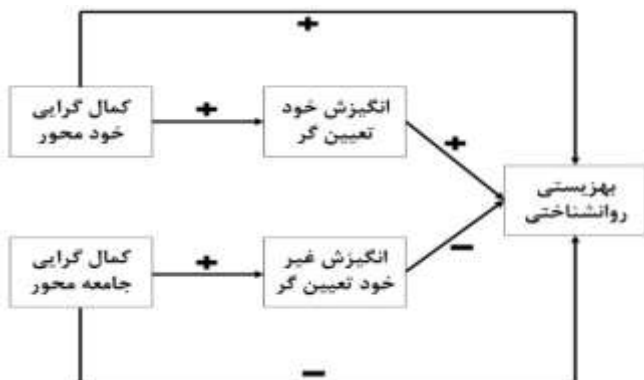 +
کمال گرایی
خود محور
+
انگیزش خود
تعیین گر
+
بهزیستی
روانشناختی
کمال گرایی
جامعه محور
+
انگیزش غیر
خود تعیین گر
–
–